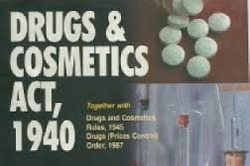 DRUGS &
COSMETICS
ACT,
1940
Together with
Drugs and Cosmetics
Rules, 1945
Drugs (Prices Control)
Order, 1987